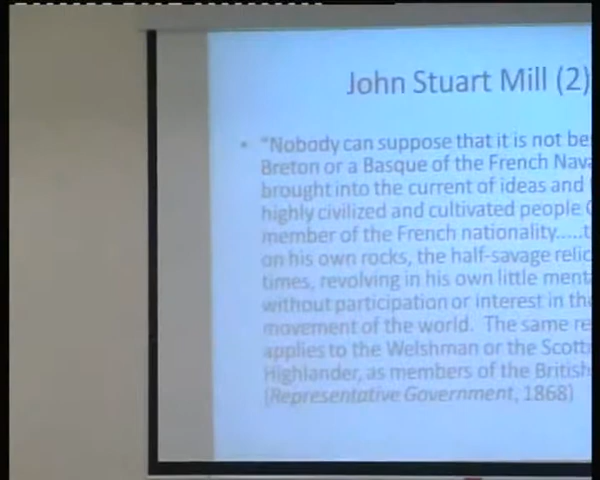 John Stuart Mill (2)
• "Nobody can suppose that it is not be
Breton or a Basque of the French Nava
brought into the current of ideas and
highly civilized and cultivated people
member of the French nationality.....t
on his own rocks, the half-savage relic
times, revolving in his own little ment
without participation or interest in the
movement of the world. The same re
applies to the Welshman or the Scott
Highlander, as members of the British
(Representative Government, 1868)